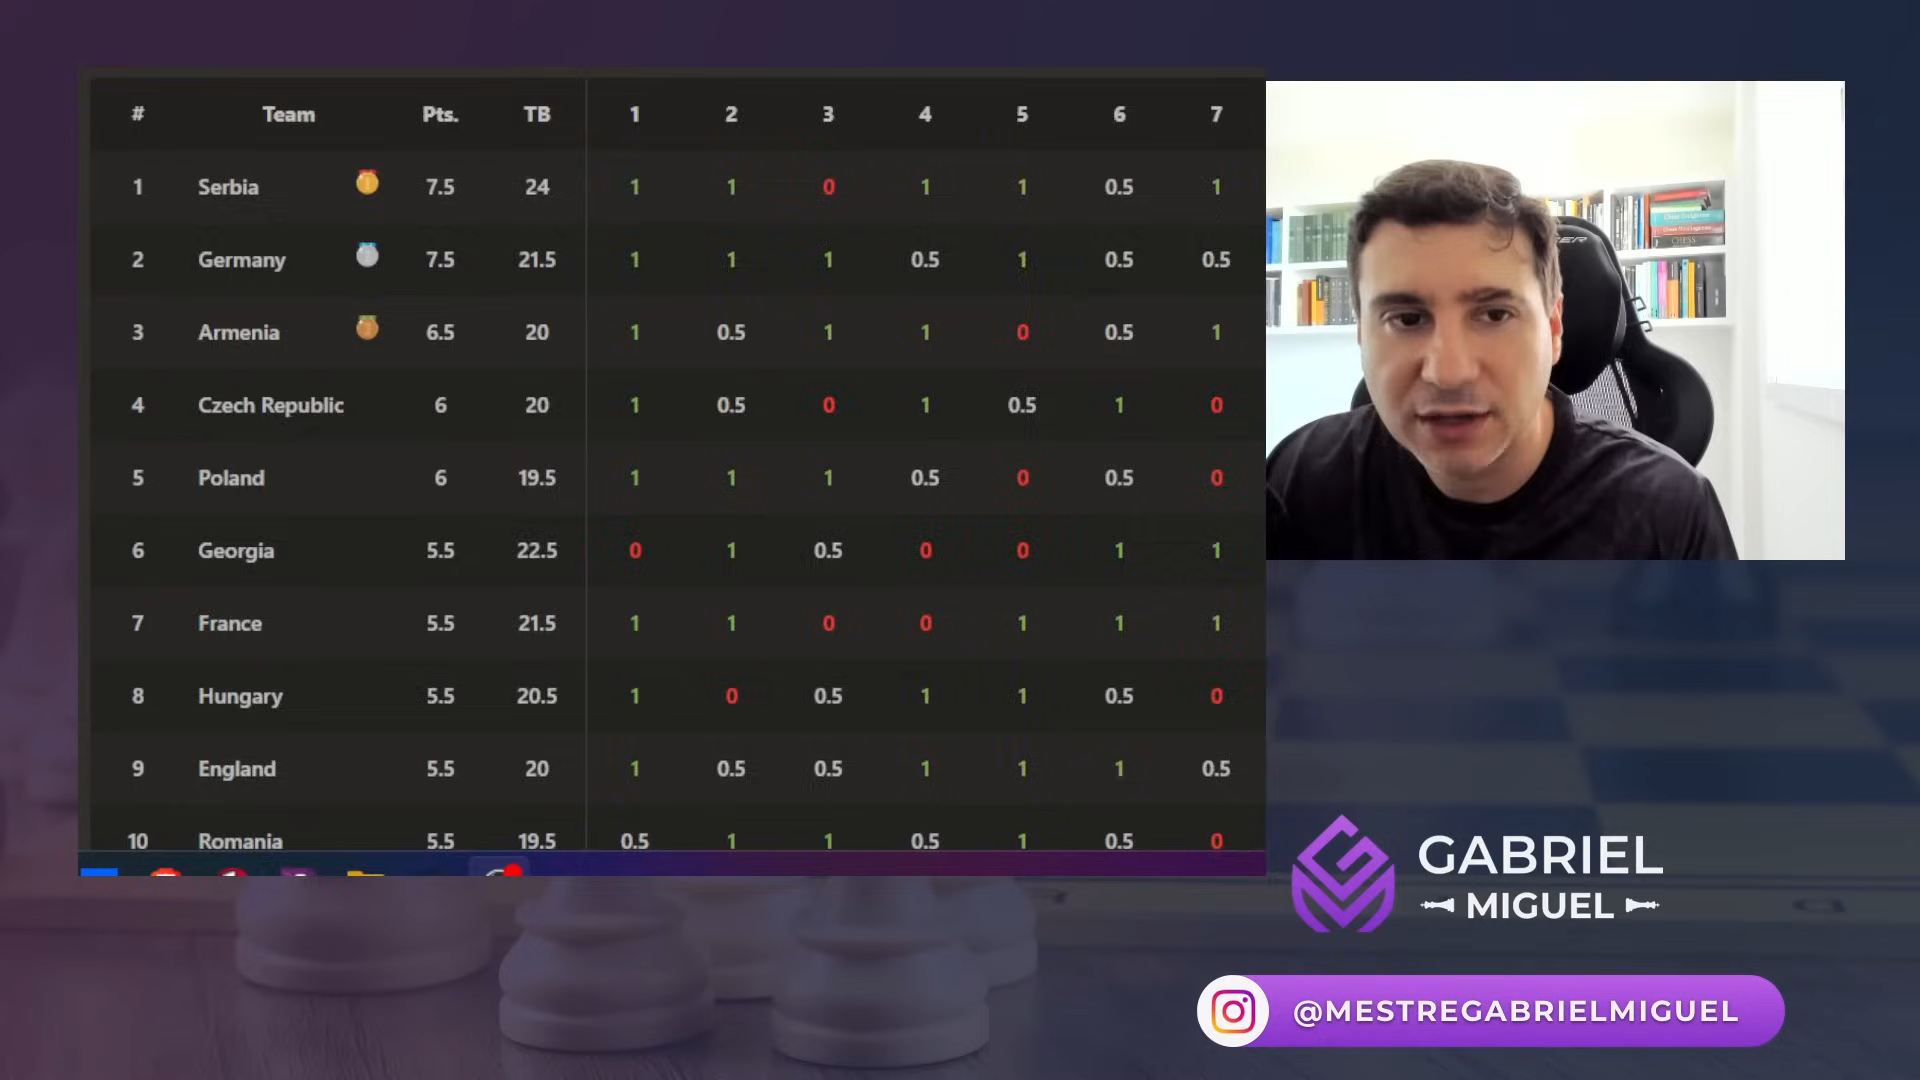 # Team Pts. TB 1 2 3 4 5 6 7
1 Serbia 7.5 24 1 1 0 1 1 0.5 1
2 Germany 7.5 21.5 1 1 1 0.5 1 0.5 0.5
3 Armenia 6.5 20 1 0.5 1 1 0 0.5 1
4 Czech Republic 6 20 1 0.5 0 1 0.5 1 0
5 Poland 6 19.5 1 1 1 0.5 0 0.5 0
6 Georgia 5.5 22.5 0 1 0.5 0 0 1 1
7 France 5.5 21.5 1 1 0 0 1 1 1
8 Hungary 5.5 20.5 1 0 0.5 1 1 0.5 0
9 England 5.5 20 1 0.5 0.5 1 1 1 0.5
10 Romania 5.5 19.5 0.5 1 1 0.5 1 0.5 0
CHESS
GABRIEL
MIGUEL
@MESTREGABRIELMIGUEL